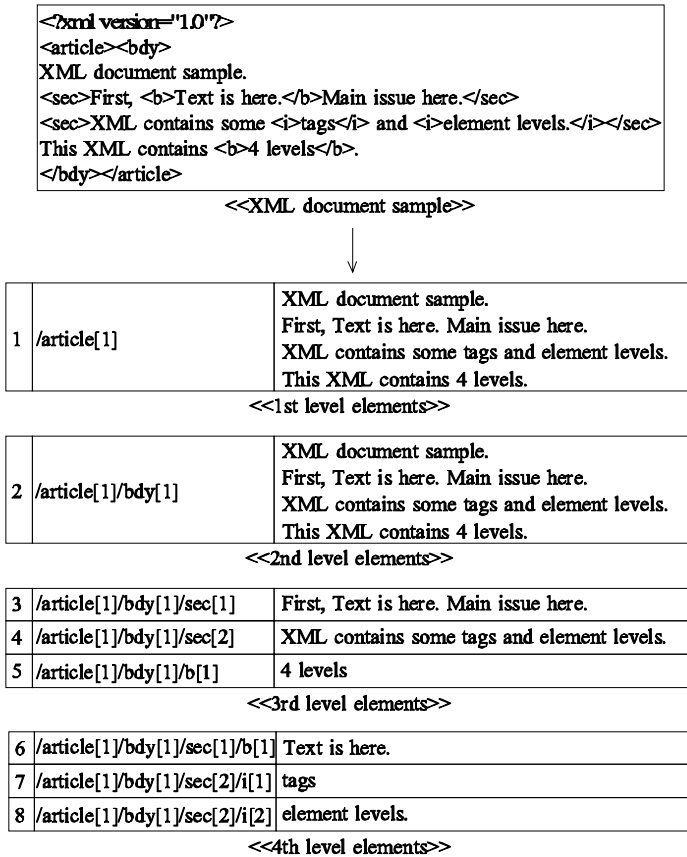 <?xml version="1.0"?>
<article><bdy>
XML document sample.
<sec>First, <b>Text is here.</b>Main issue here.</sec>
<sec>XML contains some <i>tags</i> and <i>element levels.</i></sec>
This XML contains <b>4 levels</b>.
</bdy></article>
<<XML document sample>>
XML document sample.
First, Text is here. Main issue here.
1 /article[1]
XML contains some tags and element levels.
This XML contains 4 levels.
<<1st level elements>>
XML document sample.
First, Text is here. Main issue here.
2 /article[1]/bdy[1]
XML contains some tags and element levels.
This XML contains 4 levels.
<<2nd level elements>>
3 /article[1]/bdy[1]/sec[1] First, Text is here. Main issue here.
4 /article[1]/bdy[1]/sec[2] XML contains some tags and element levels.
5 /article[1]/bdy[1]/b[1] 4 levels
<<3rd level elements>>
6 /article[1]/bdy[1]/sec[1]/b[1] Text is here.
7 /article[1]/bdy[1]/sec[2]/i[1] tags
8 /article[1]/bdy[1]/sec[2]/i[2] element levels.
<<4th level elements>>